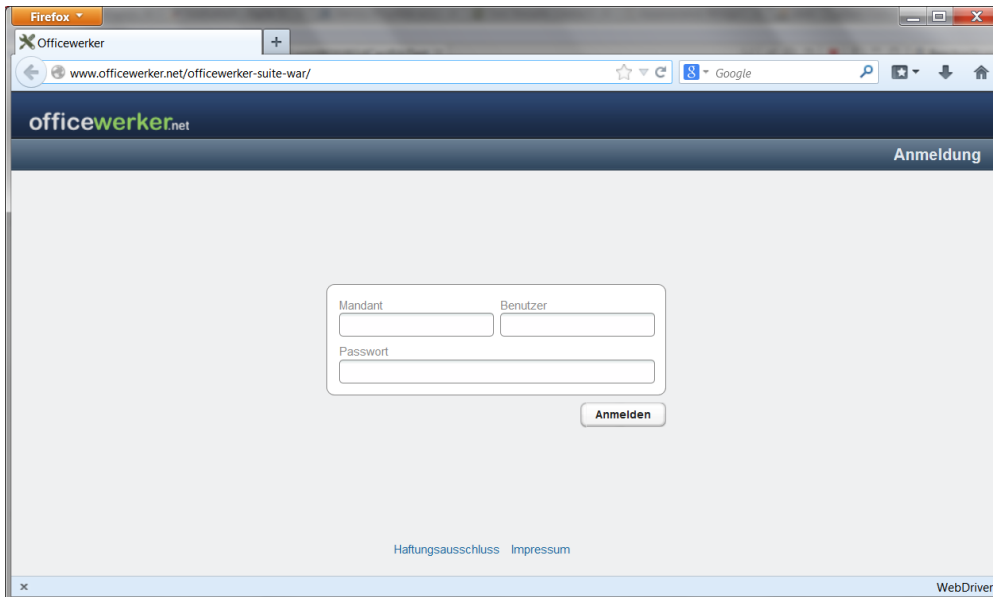 Firefox
Officewerker
www.officewerker.net/officewerker-suite-war/
Google
officewerker.net
Anmeldung
Mandant Benutzer
Passwort
Anmelden
Haftungsausschluss Impressum
WebDriver